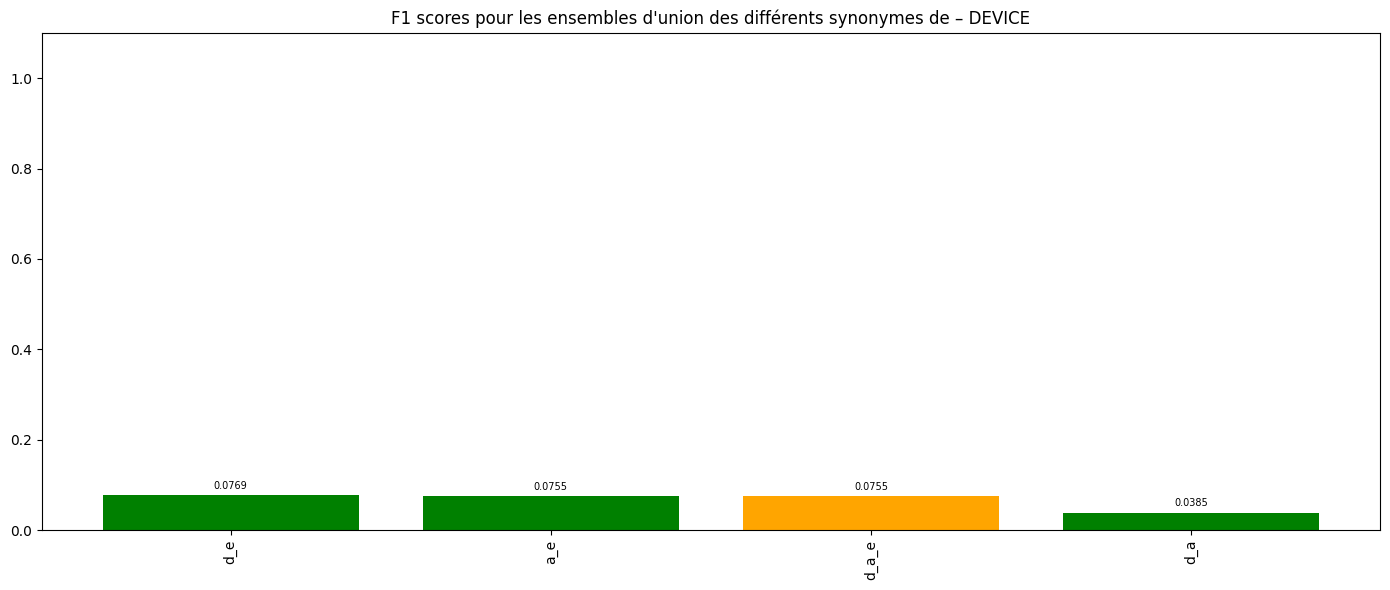 F1 scores pour les ensembles d'union des différents synonymes de – DEVICE
1.0
0.8
0.6
0.4
0.2
0.0
0.0769
0.0755
0.0755
0.0385
d_e
a_e
d_a_e
d_a